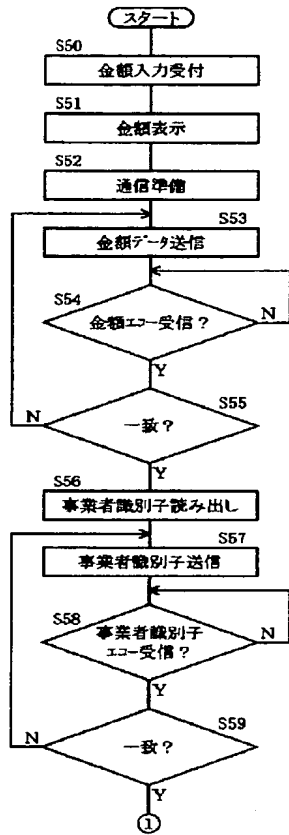 スタート
S50
金額入力受付
S51
金額表示
S52
通信準備
S53
金額データ送信
S54
金額エコー受信？
N
Y
S55
一致？
N
Y
S56
事業者識別子読み出し
S57
事業者識別子送信
S58
事業者識別子
エコー受信？
N
Y
S59
一致？
N
Y
①